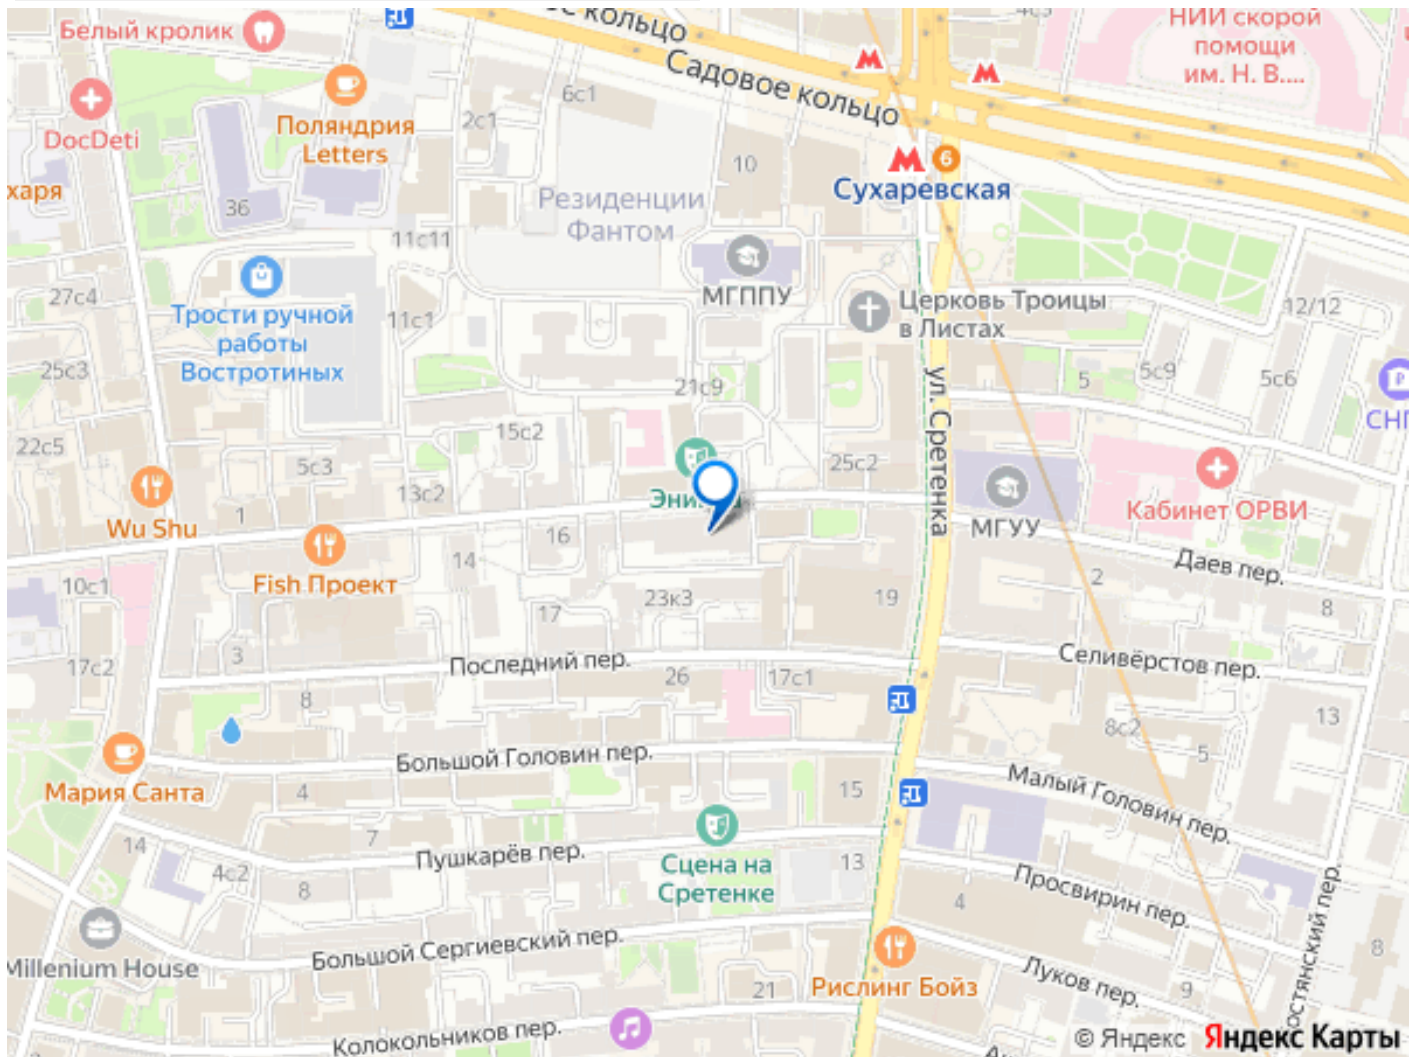 Белый кролик
кольцо
Садовое кольцо
НИИ скорой
помощи
им. Н. В....
DocDeti
Поляндрия
Letters
6с1
2с1
10
6
Сухаревская
харя
36
Резиденции
Фантом
11с11
МГППУ
27с4
Трости ручной
работы
Востротиных
11с1
Церковь Троицы
в Листах
12/12
25с3
21с9
ул. Сретенка
5
5с9
5с6
22с5
15с2
5с3
13с2
25с2
Wu Shu
1
МГУУ
Кабинет ОРВИ
Fish Проект
16
14
Даев пер.
10с1
2
8
17
23к3
19
17с2
3
Последний пер.
Селивёрстов пер.
8
26
17с1
13
8с2
5
Большой Головин пер.
Мария Санта
4
15
Малый Головин пер.
14
7
Пушкарёв пер.
Сцена на
Сретенке
13
4с2
8
4
Просвирин пер.
Millenium House
Большой Сергиевский пер.
8
Рислинг Бойз
Луков пер.
21
9
Колокольников пер.
© Яндекс Яндекс Карты